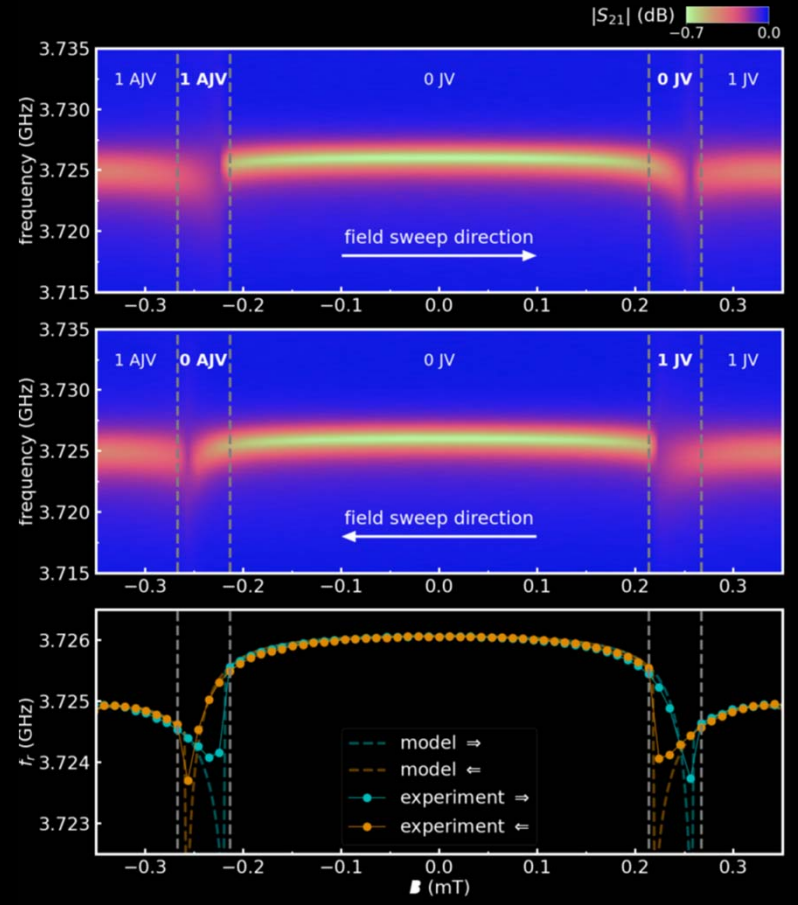 |S21| (dB)
−0.7 0.0
3.735
3.730
3.725
3.720
3.715
frequency (GHz)
1 AJV 1 AJV 0 JV 0 JV 1 JV
field sweep direction
−0.3 −0.2 −0.1 0.0 0.1 0.2 0.3
3.735
3.730
3.725
3.720
3.715
frequency (GHz)
1 AJV 0 AJV 0 JV 1 JV 1 JV
field sweep direction
−0.3 −0.2 −0.1 0.0 0.1 0.2 0.3
3.726
3.725
3.724
3.723
fr (GHz)
model ⇒
model ⇐
experiment ⇒
experiment ⇐
−0.3 −0.2 −0.1 0.0 0.1 0.2 0.3
B (mT)